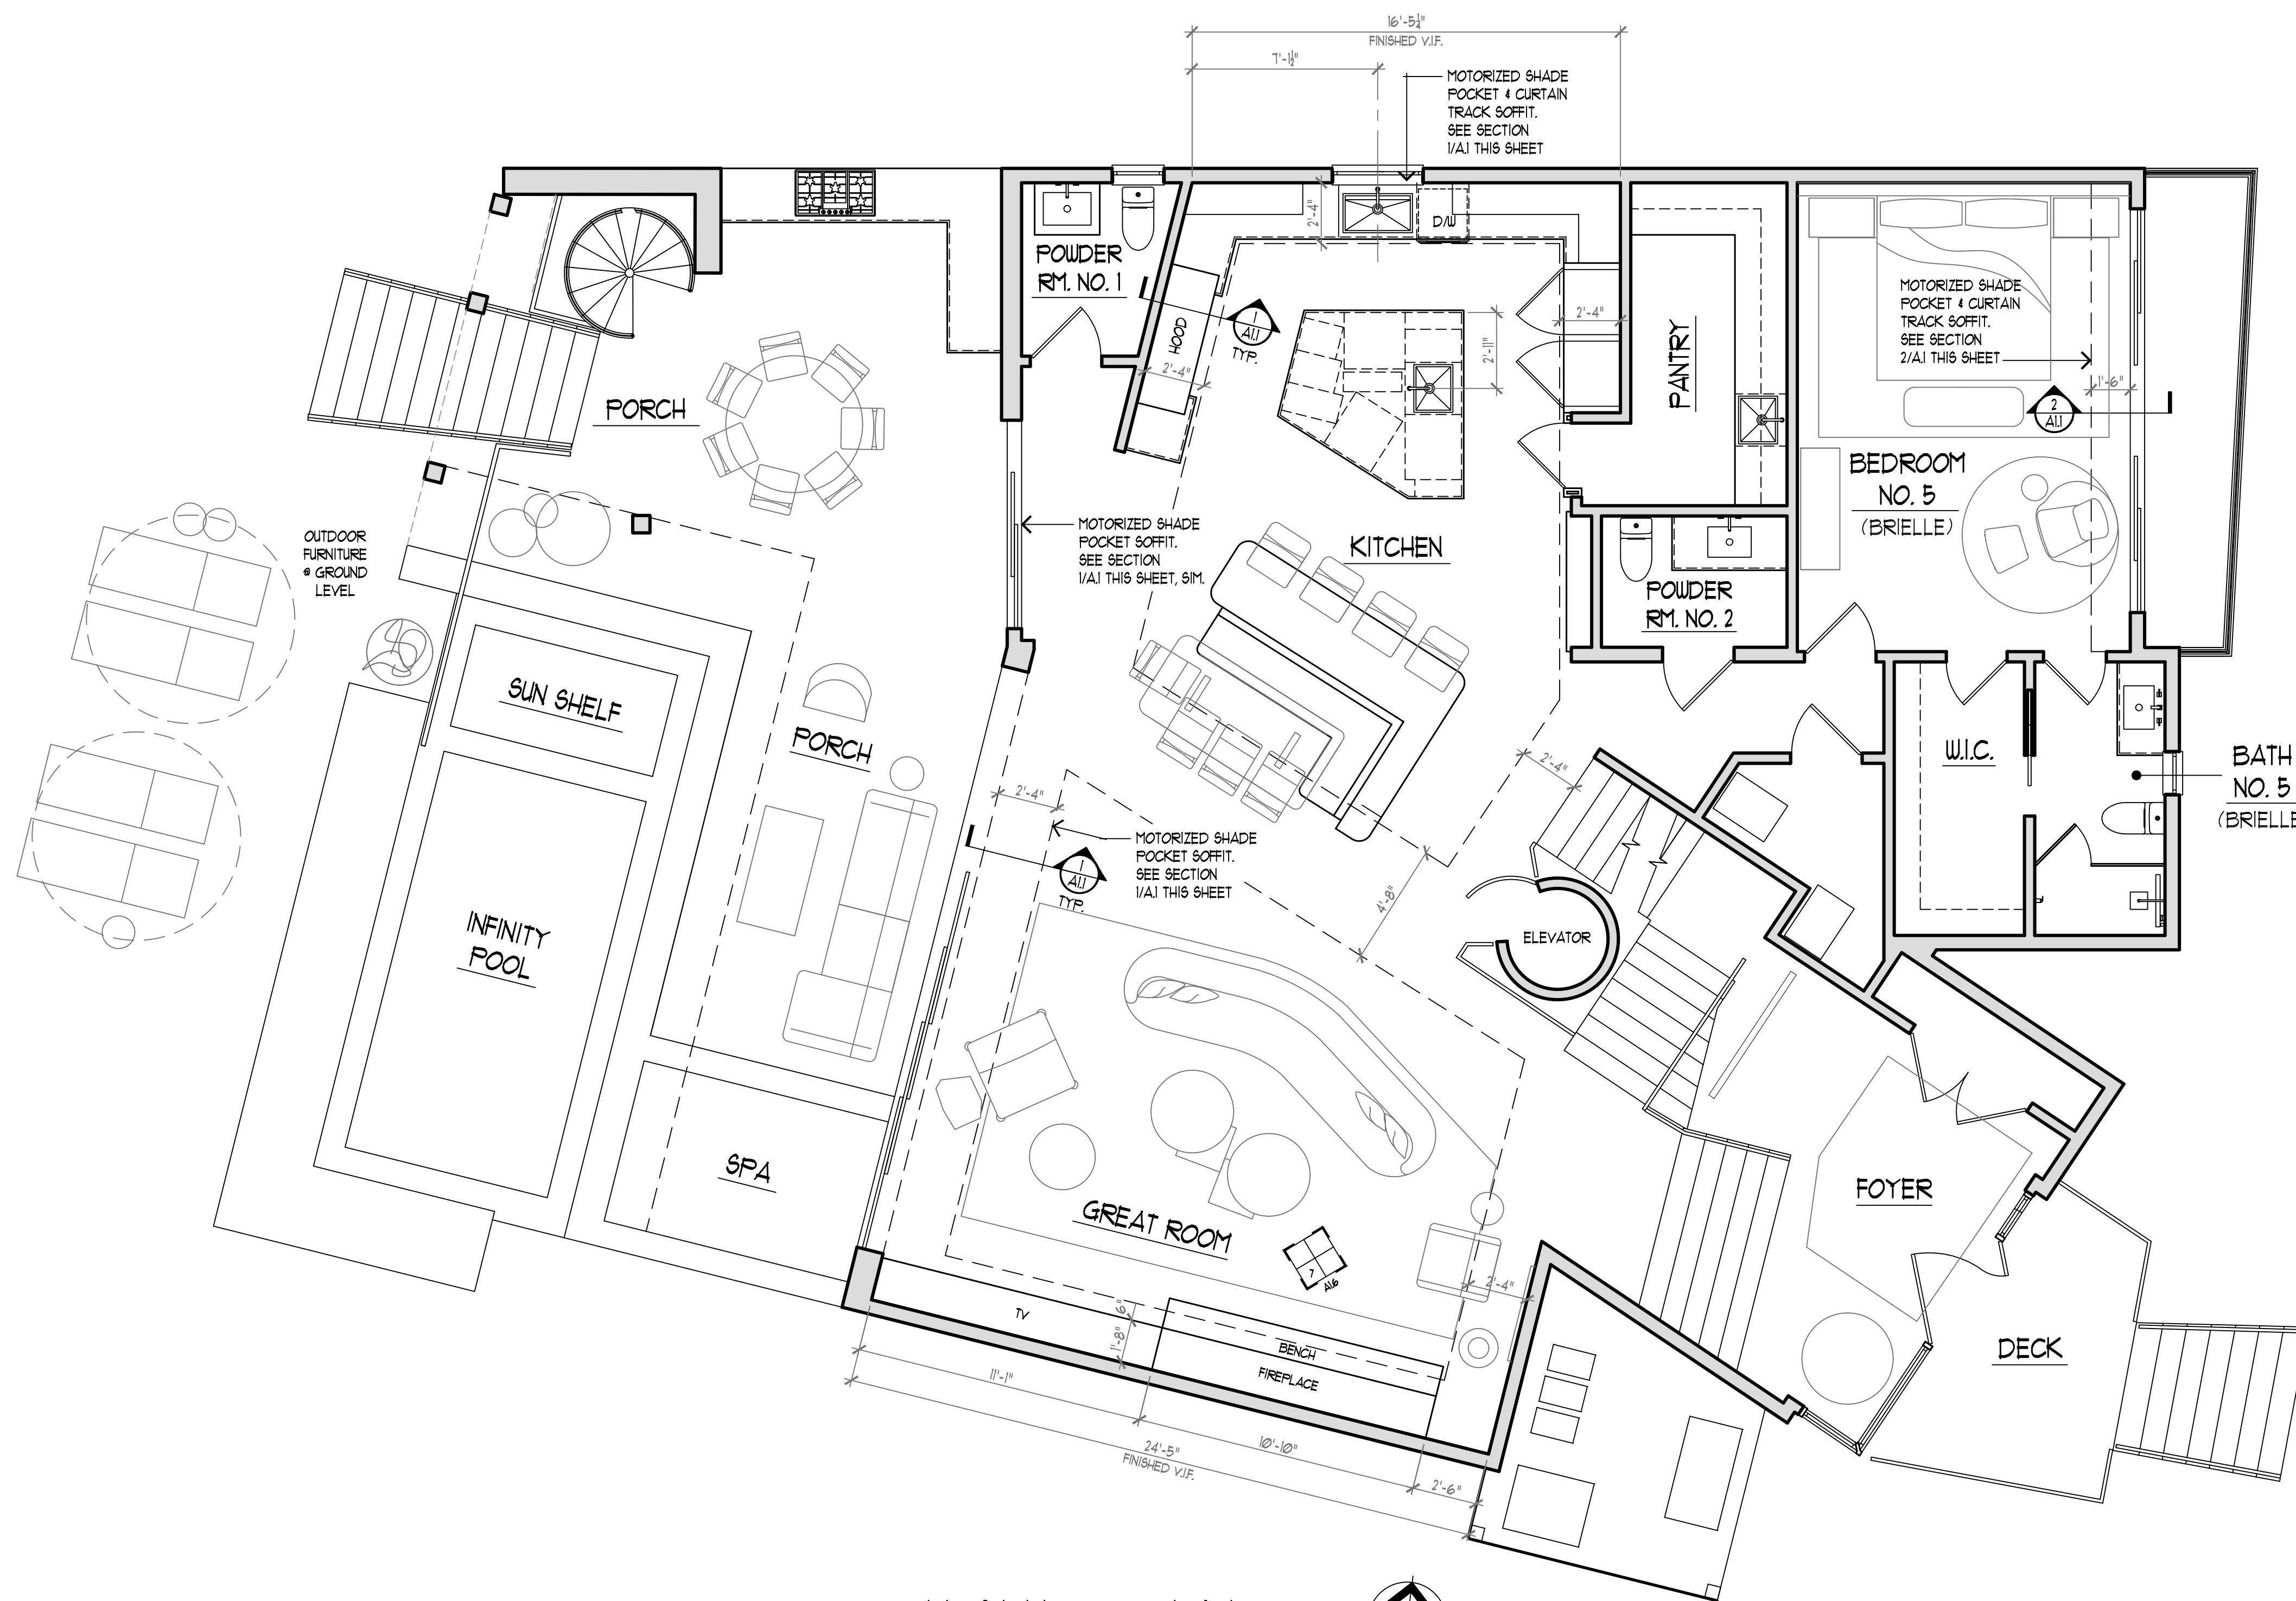 16'-5¼"
FINISHED V.I.F.
7'-1½"
MOTORIZED SHADE
POCKET & CURTAIN
TRACK SOFFIT.
SEE SECTION
1/A.1 THIS SHEET
2'-4"
D/W
POWDER
RM. NO. 1
HOOD
1
A1.1
TYP.
2'-4"
2'-4"
2'-11"
PANTRY
MOTORIZED SHADE
POCKET & CURTAIN
TRACK SOFFIT.
SEE SECTION
2/A.1 THIS SHEET
1'-6"
2
A1.1
PORCH
BEDROOM
NO. 5
(BRIELLE)
OUTDOOR
FURNITURE
@ GROUND
LEVEL
MOTORIZED SHADE
POCKET SOFFIT.
SEE SECTION
1/A.1 THIS SHEET, SIM.
KITCHEN
POWDER
RM. NO. 2
SUN SHELF
PORCH
W.I.C.
BATH
NO. 5
(BRIELLE
2'-4"
2'-4"
MOTORIZED SHADE
POCKET SOFFIT.
SEE SECTION
1/A.1 THIS SHEET
1
A1.1
TYP.
4'-8"
ELEVATOR
INFINITY
POOL
SPA
GREAT ROOM
7
A1.6
FOYER
2'-4"
DECK
TV
6"
1'-8"
BENCH
FIREPLACE
11'-1"
10'-10"
24'-5"
FINISHED V.I.F.
2'-6"